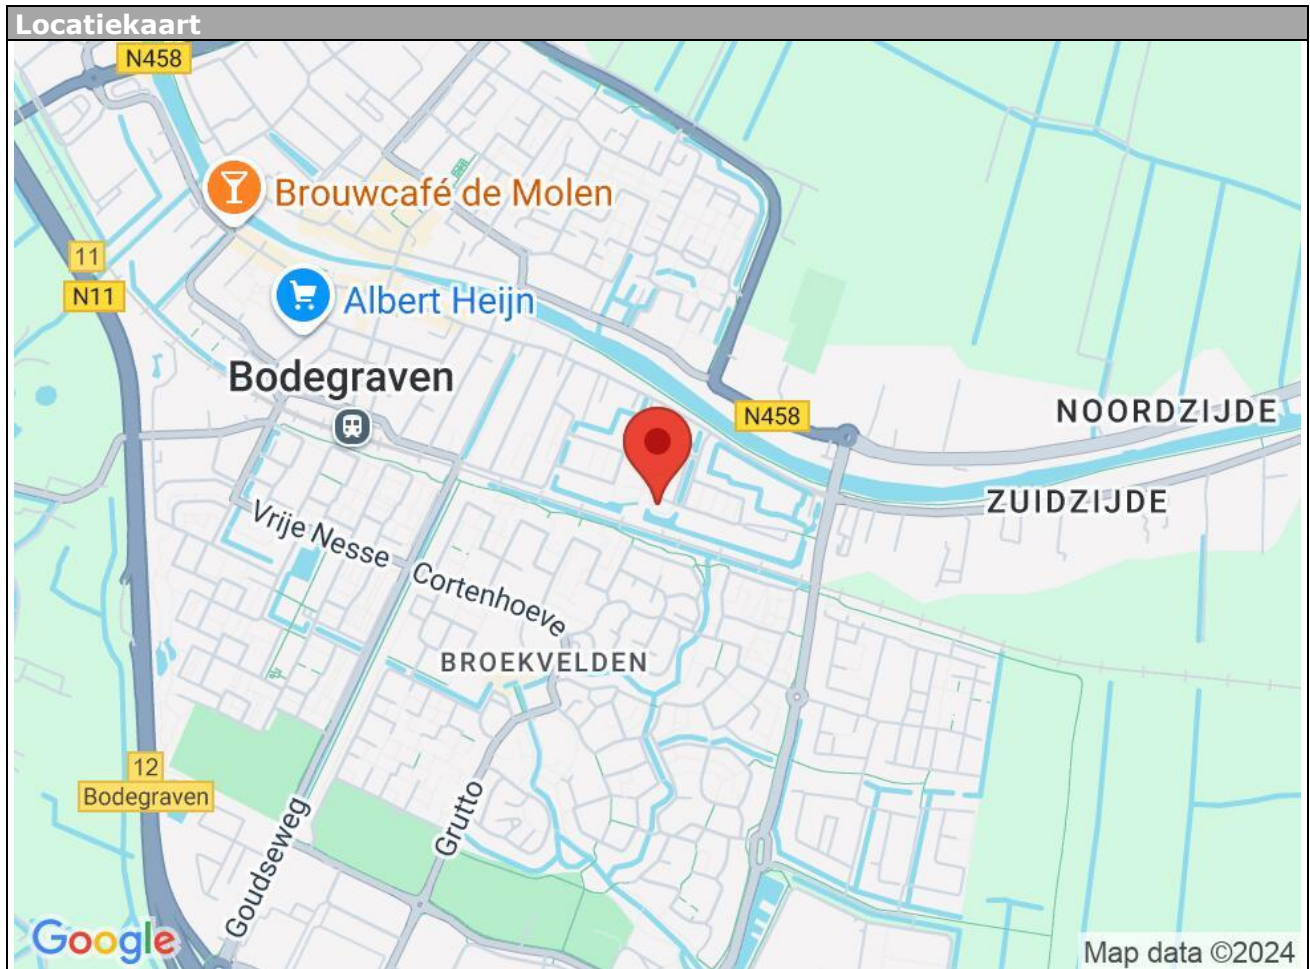 Locatiekaart
N458
Brouwcafé de Molen
11
N11
Albert Heijn
Bodegraven
N458
NOORDZIJDE
ZUIDZIJDE
Vrije Nesse
Cortenhoeve
BROEKVELDEN
12
Bodegraven
Grutto
Goudseweg
Google
Map data ©2024